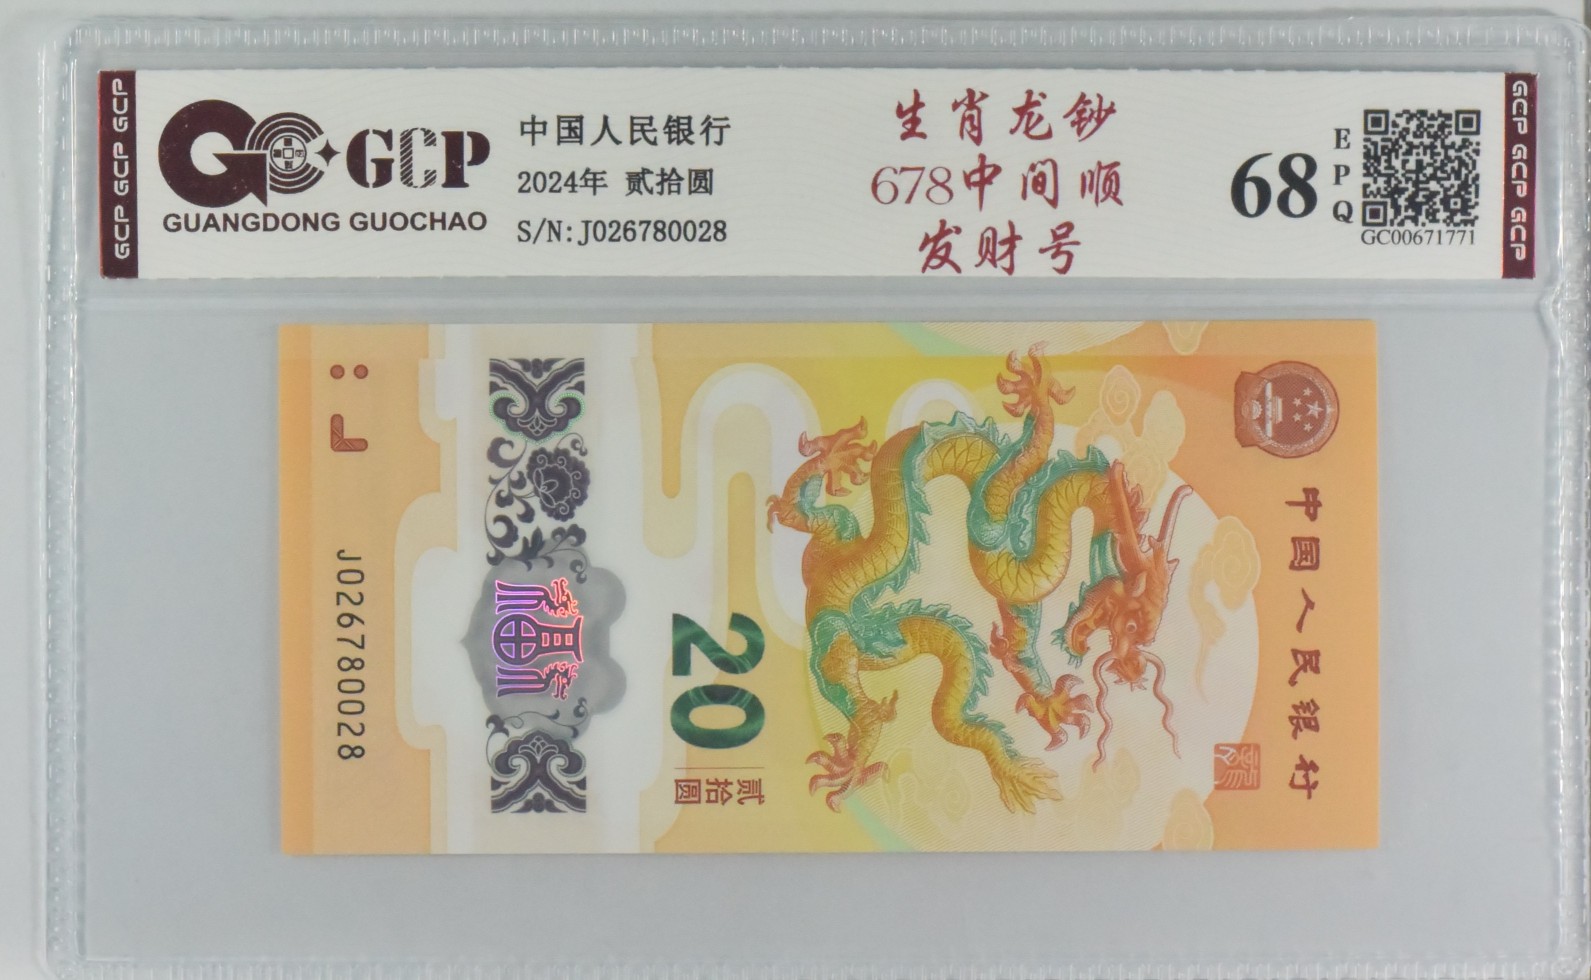 GCP GCP GCP
GCP
GUANGDONG GUOCHAO
中国人民银行
2024年 贰拾圆
S/N:J026780028
生肖龙钞
678中间顺
发财号
68
EPQ
GC00671771
GCP GCP GCP
中国人民银行
20
贰拾圆
J026780028